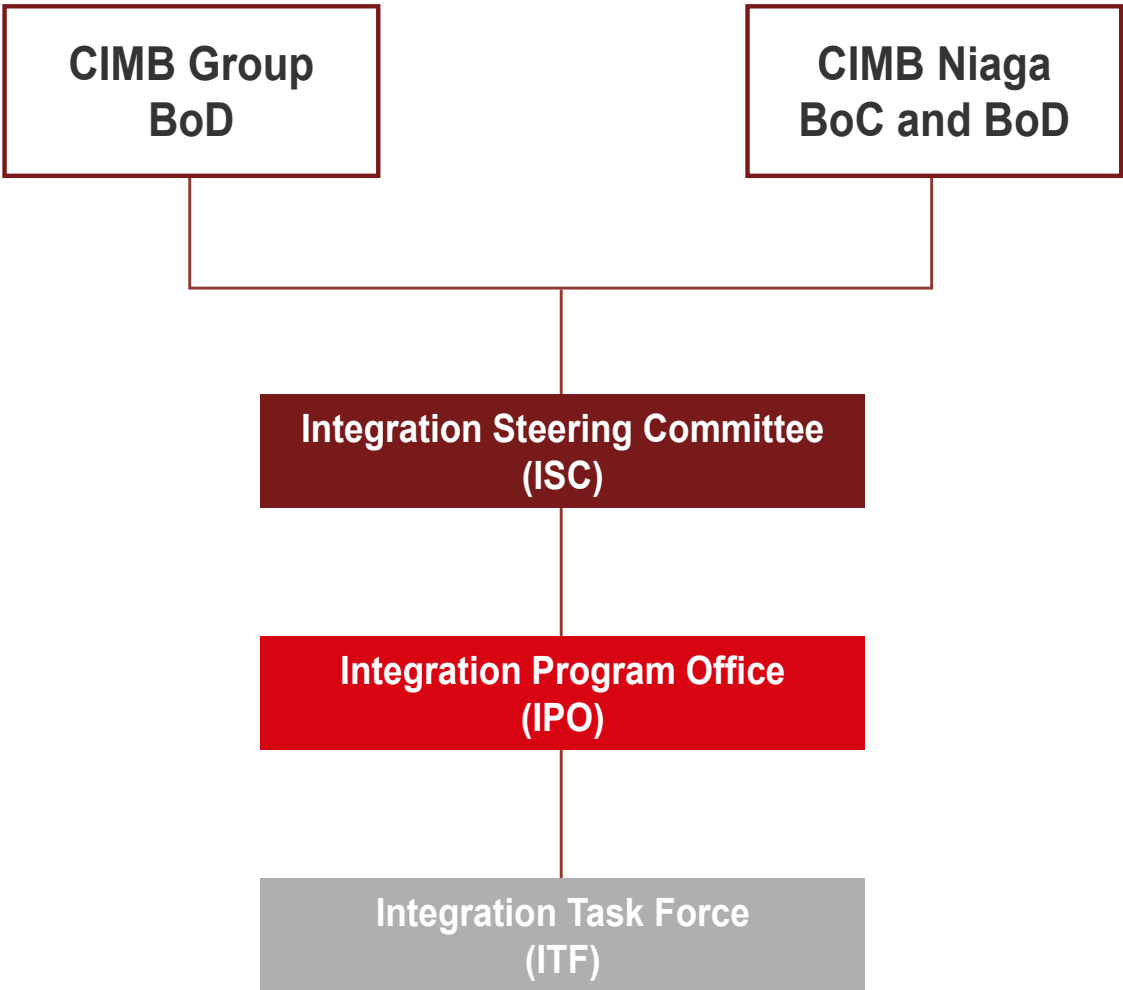 CIMB Group
BoD
CIMB Niaga
BoC and BoD
Integration Steering Committee
(ISC)
Integration Program Office
(IPO)
Integration Task Force
(ITF)